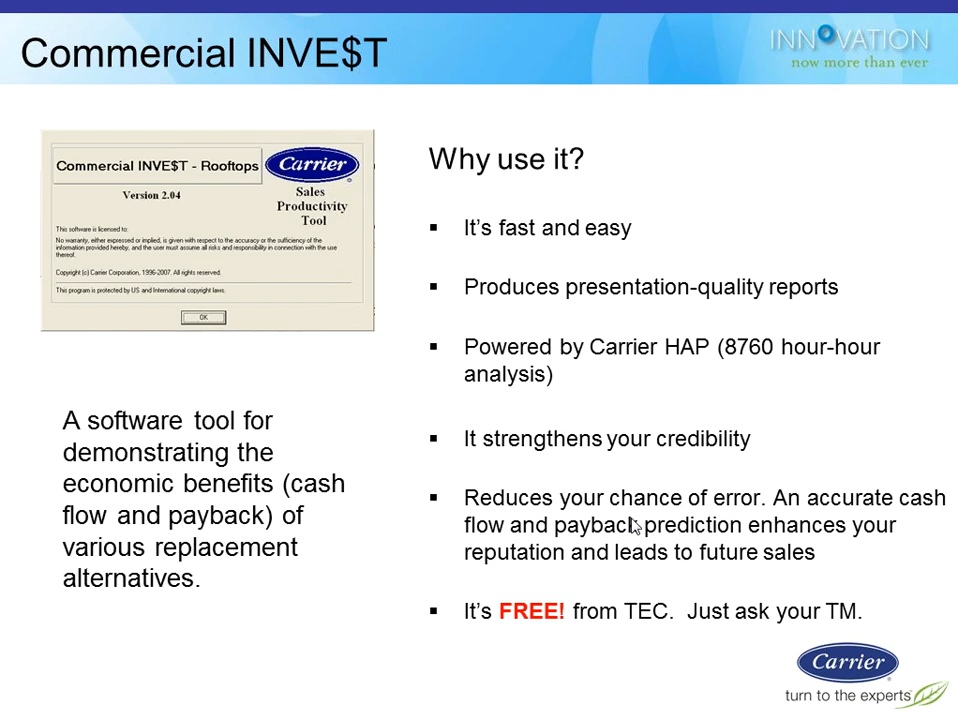 Commercial INVE$T
INNOVATION
now more than ever
Commercial INVE$T - Rooftops
Carrier
Version 2.04
Sales
Productivity
Tool
This software is licensed to:
No warranty, either expressed or implied, is given with respect to the accuracy or the sufficiency of the
information provided hereby, and the user must assume all risks and responsibility in connection with the use
thereof.
Copyright (c) Carrier Corporation, 1996-2007. All rights reserved.
This program is protected by US and International copyright laws.
OK
A software tool for
demonstrating the
economic benefits (cash
flow and payback) of
various replacement
alternatives.
Why use it?
▪ It's fast and easy
▪ Produces presentation-quality reports
▪ Powered by Carrier HAP (8760 hour-hour
analysis)
▪ It strengthens your credibility
▪ Reduces your chance of error. An accurate cash
flow and payback prediction enhances your
reputation and leads to future sales
▪ It's FREE! from TEC. Just ask your TM.
Carrier
turn to the experts